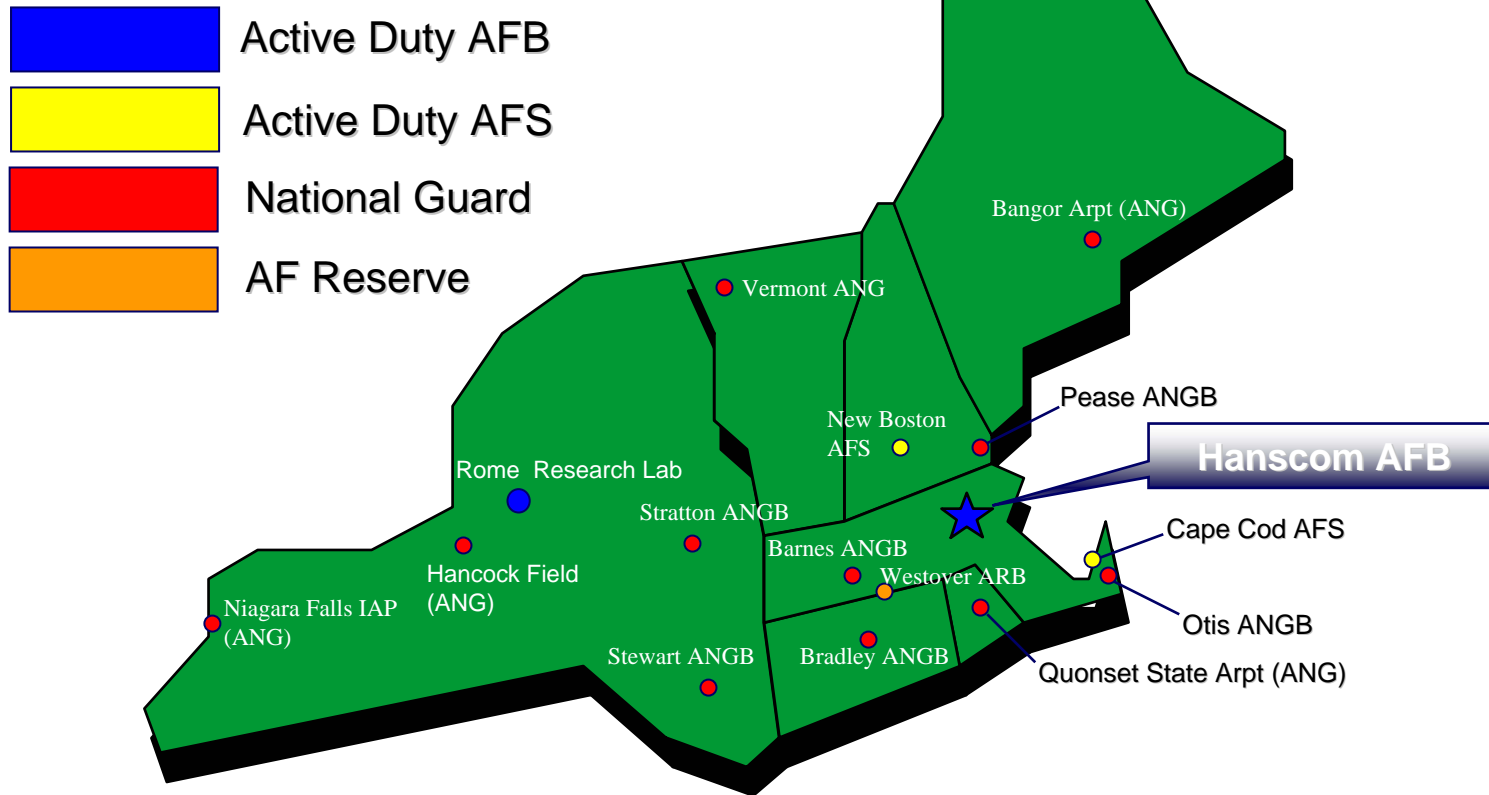 Active Duty AFB
Active Duty AFS
National Guard
AF Reserve
Bangor Arpt (ANG)
Vermont ANG
Pease ANGB
New Boston
AFS
Hanscom AFB
Rome Research Lab
Stratton ANGB
Cape Cod AFS
Barnes ANGB
Hancock Field
(ANG)
Westover ARB
Niagara Falls IAP
(ANG)
Otis ANGB
Stewart ANGB
Bradley ANGB
Quonset State Arpt (ANG)